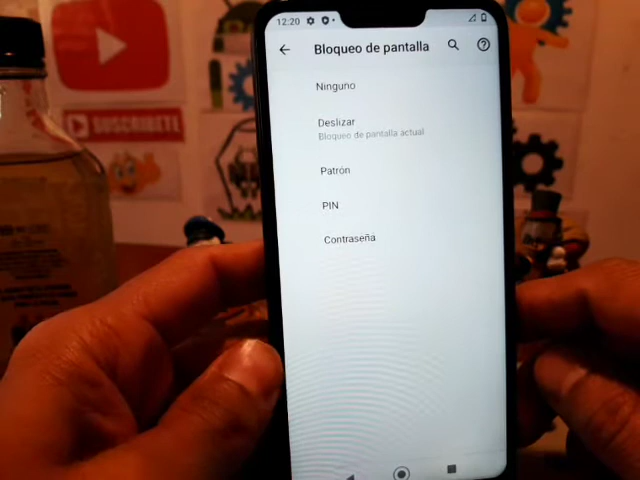 12:20
Bloqueo de pantalla
Ninguno
Deslizar
Bloqueo de pantalla actual
Patrón
PIN
Contraseña
SUSCRIBETE